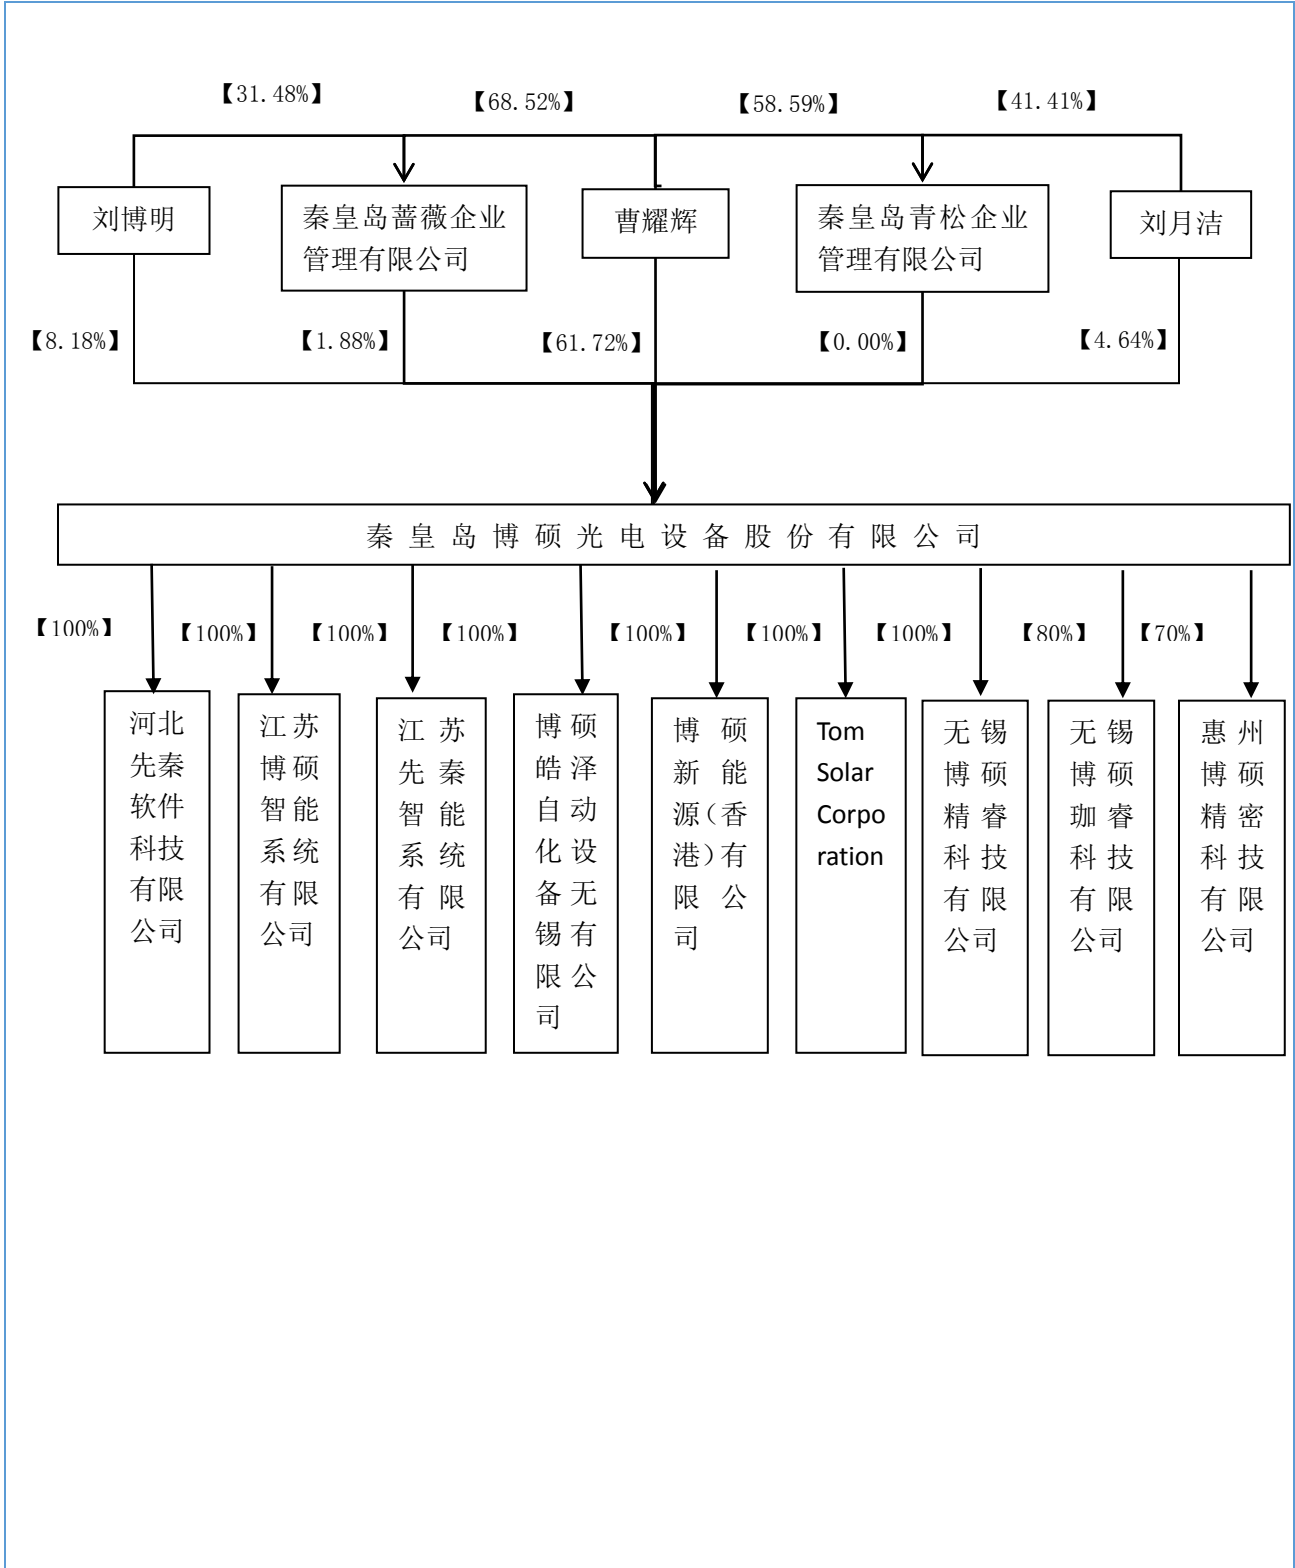 【31.48%】
【68.52%】
【58.59%】
【41.41%】
刘博明
秦皇岛蔷薇企业
管理有限公司
曹耀辉
秦皇岛青松企业
管理有限公司
刘月洁
【8.18%】
【1.88%】
【61.72%】
【0.00%】
【4.64%】
秦皇岛博硕光电设备股份有限公司
【100%】
【100%】
【100%】
【100%】
【100%】
【100%】
【100%】
【80%】
【70%】
河北
先秦
软件
科技
有限
公司
江苏
博硕
智能
系统
有限
公司
江苏
先秦
智能
系统
有限
公司
博硕
皓泽
自动
化设
备无
锡有
限公
司
博硕
新能
源（香
港）有
限公
司
Tom
Solar
Corpo
ration
无锡
博硕
精睿
科技
有限
公司
无锡
博硕
珈睿
科技
有限
公司
惠州
博硕
精密
科技
有限
公司